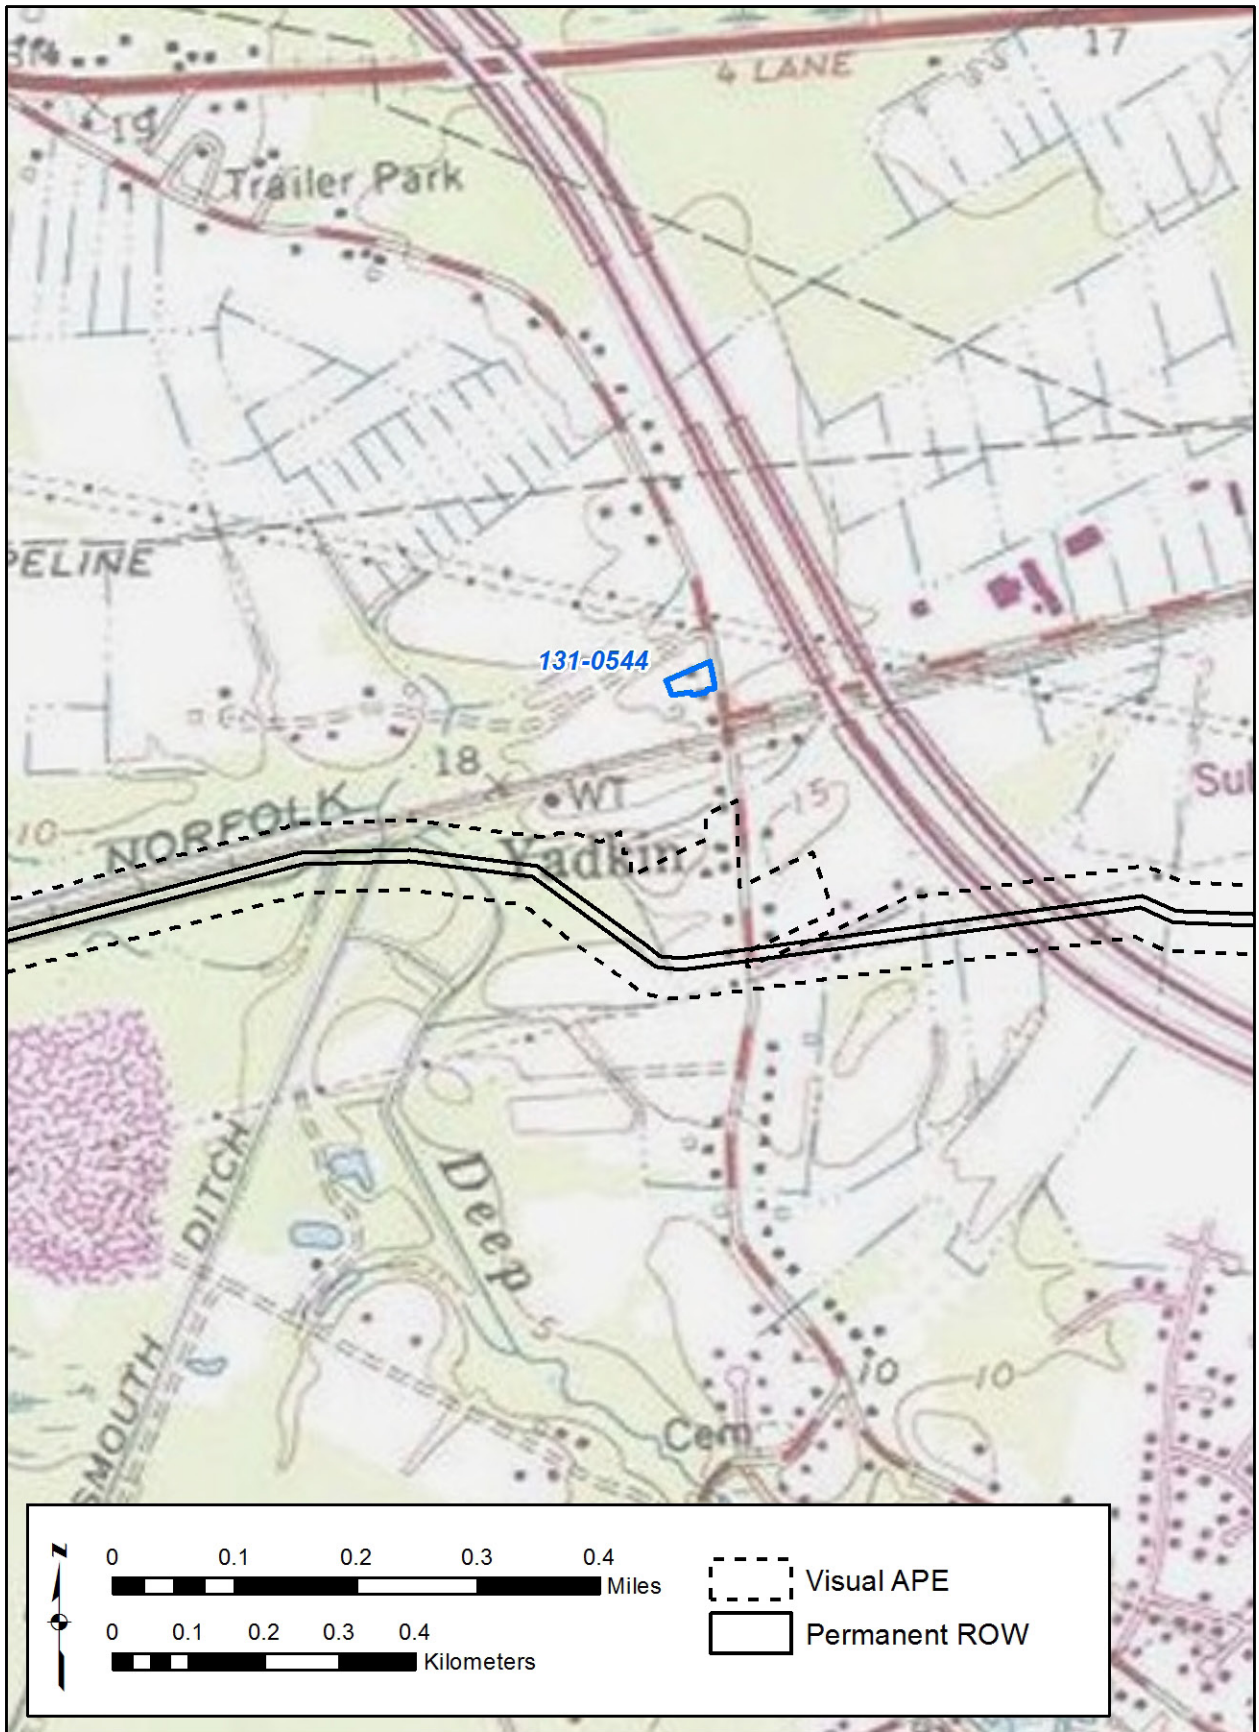 4 LANE
17
19
Trailer Park
PELINE
131-0544
18
WT
NORFOLK
10
Yadkin
15
Sul
DITCH
Deep
5
SMOUTH
10
10
Cem
z
0 0.1 0.2 0.3 0.4
Miles
0 0.1 0.2 0.3 0.4
Kilometers
Visual APE
Permanent ROW